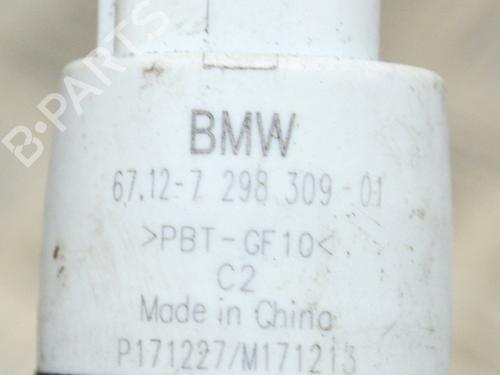 B-PARTS
BMW
67.12-7 298 309-01
>PBT-GF10<
C2
Made in China
P171227/M171213